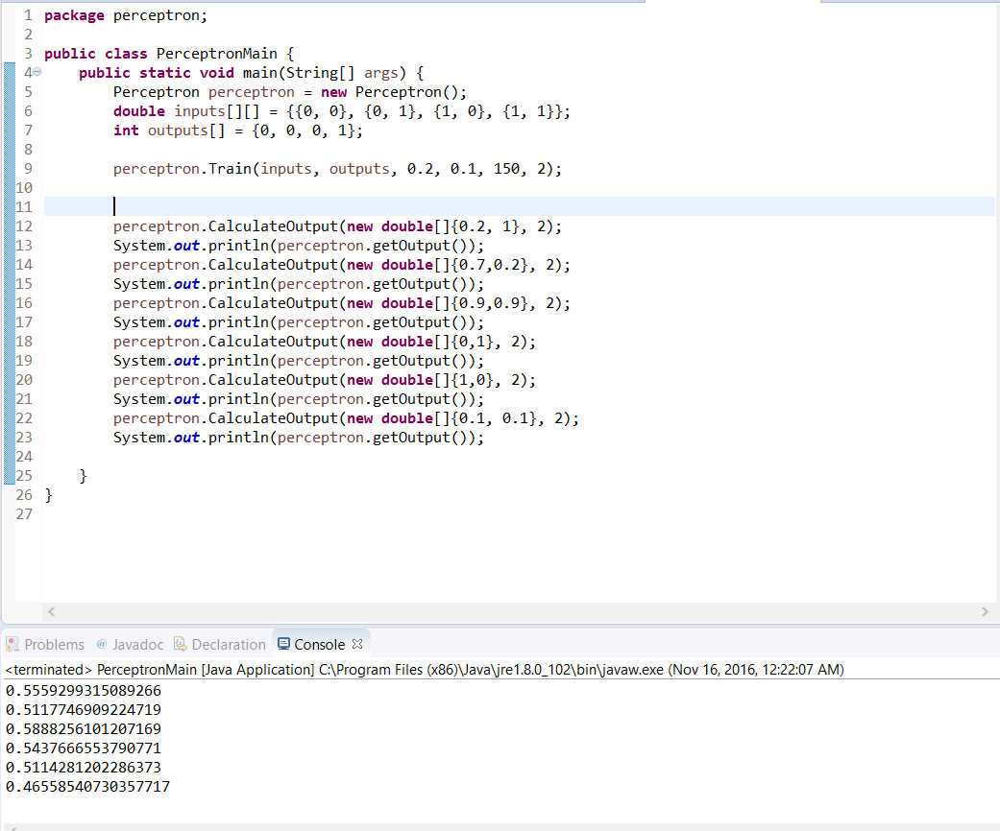 1 package perceptron;
2
3 public class PerceptronMain {
4 public static void main(String[] args) {
5 Perceptron perceptron = new Perceptron();
6 double inputs[][] = {{0, 0}, {0, 1}, {1, 0}, {1, 1}};
7 int outputs[] = {0, 0, 0, 1};
8
9 perceptron.Train(inputs, outputs, 0.2, 0.1, 150, 2);
10
11
12 perceptron.CalculateOutput(new double[]{0.2, 1}, 2);
13 System.out.println(perceptron.getOutput());
14 perceptron.CalculateOutput(new double[]{0.7,0.2}, 2);
15 System.out.println(perceptron.getOutput());
16 perceptron.CalculateOutput(new double[]{0.9,0.9}, 2);
17 System.out.println(perceptron.getOutput());
18 perceptron.CalculateOutput(new double[]{0,1}, 2);
19 System.out.println(perceptron.getOutput());
20 perceptron.CalculateOutput(new double[]{1,0}, 2);
21 System.out.println(perceptron.getOutput());
22 perceptron.CalculateOutput(new double[]{0.1, 0.1}, 2);
23 System.out.println(perceptron.getOutput());
24
25 }
26 }
27
Problems @ Javadoc Declaration Console
<terminated> PerceptronMain [Java Application] C:\Program Files (x86)\Java\jre1.8.0_102\bin\javaw.exe (Nov 16, 2016, 12:22:07 AM)
0.5559299315089266
0.5117746909224719
0.5888256101207169
0.5437666553790771
0.5114281202286373
0.46558540730357717